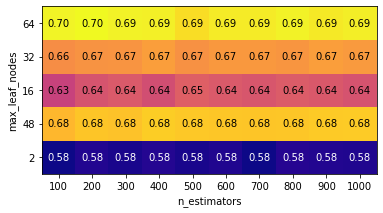 max_leaf_nodes
64 0.70 0.70 0.69 0.69 0.69 0.69 0.69 0.69 0.69 0.69
32 0.66 0.67 0.67 0.67 0.67 0.67 0.67 0.67 0.67 0.67
16 0.63 0.64 0.64 0.64 0.65 0.64 0.64 0.64 0.64 0.64
48 0.68 0.68 0.68 0.68 0.68 0.68 0.68 0.68 0.68 0.68
2 0.58 0.58 0.58 0.58 0.58 0.58 0.58 0.58 0.58 0.58
100 200 300 400 500 600 700 800 900 1000
n_estimators